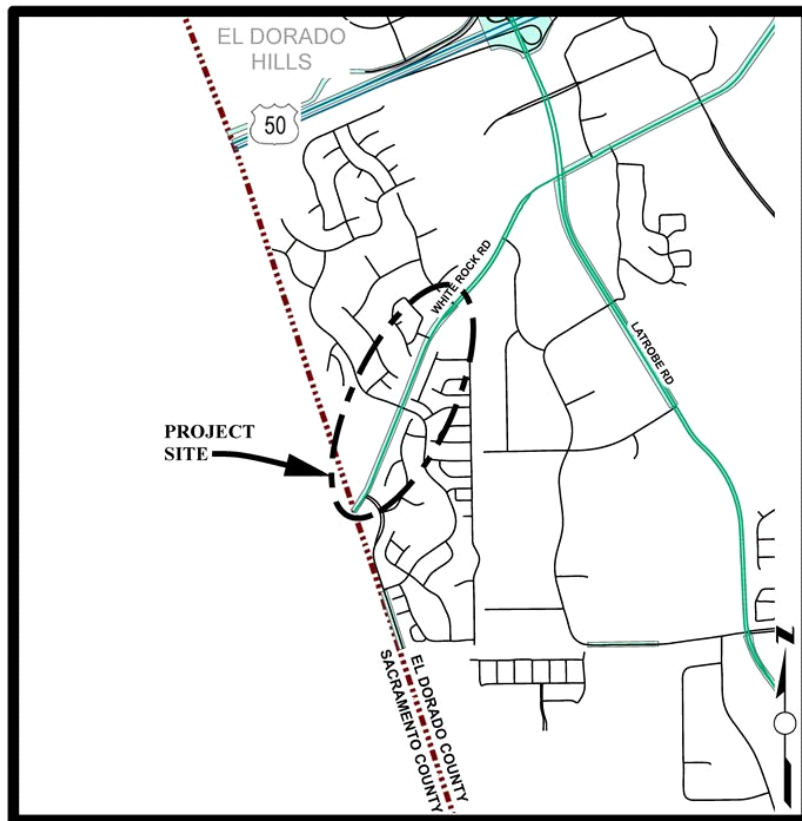 EL DORADO
HILLS
50
WHITE ROCK RD
LATROBE RD
PROJECT
SITE
EL DORADO COUNTY
SACRAMENTO COUNTY
N